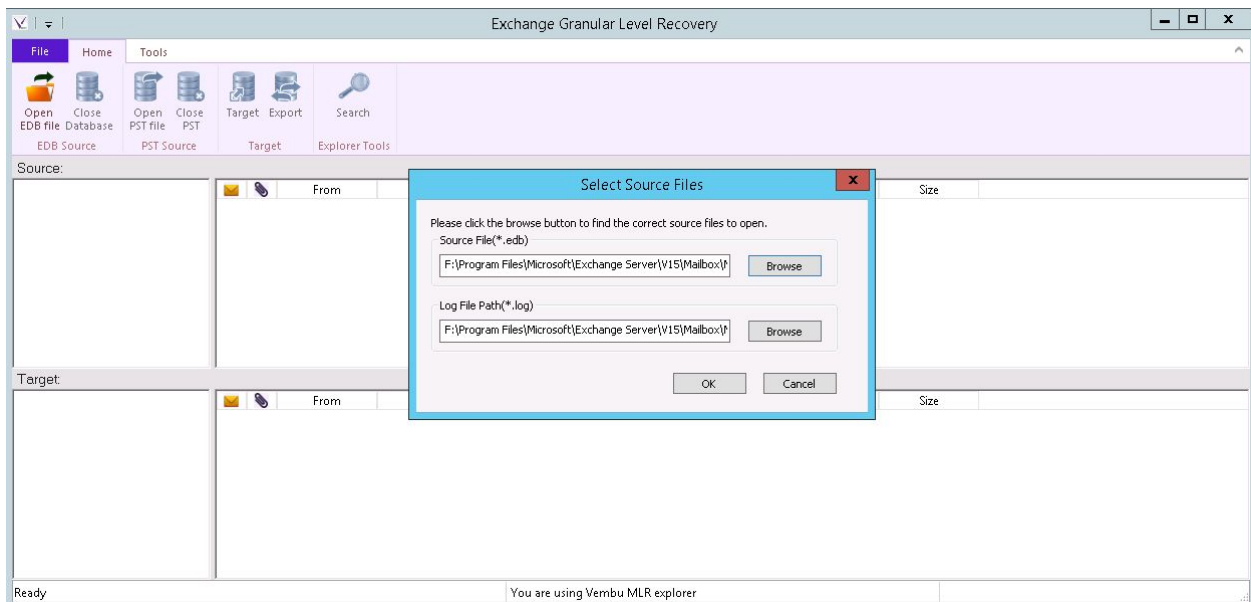 Exchange Granular Level Recovery
File Home Tools
Open EDB file
Close Database
Open PST file
Close PST
Target
Export
Search
EDB Source
PST Source
Target
Explorer Tools
Source:
From
Size
Select Source Files
Please click the browse button to find the correct source files to open.
Source File(*.edb)
F:\Program Files\Microsoft\Exchange Server\V15\Mailbox\
Browse
Log File Path(*.log)
F:\Program Files\Microsoft\Exchange Server\V15\Mailbox\
Browse
OK
Cancel
Target:
From
Size
Ready
You are using Vembu MLR explorer